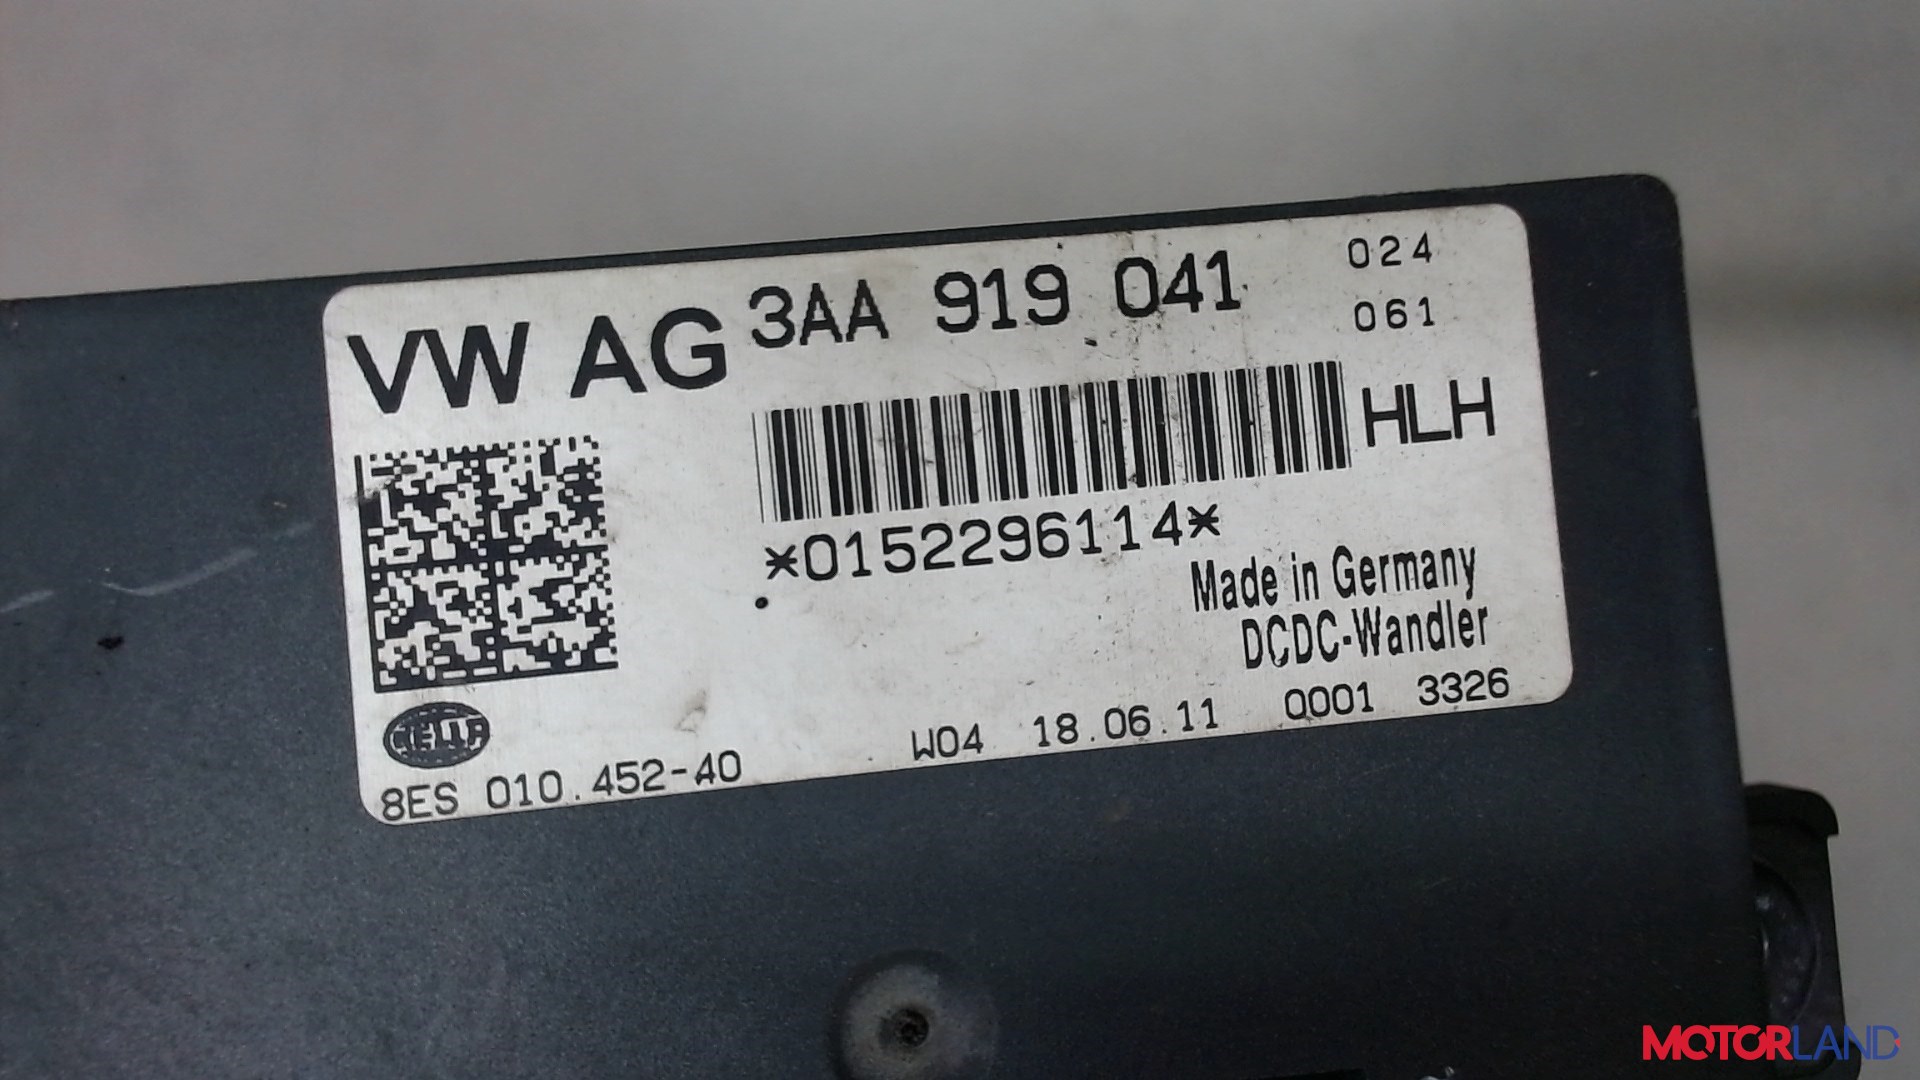 VW AG 3AA 919 041
024
061
HLH
*01522296114*
Made in Germany
DCDC-Wandler
HELLA
8ES 010.452-40 W04 18.06.11 0001 3326
MOTORLAND